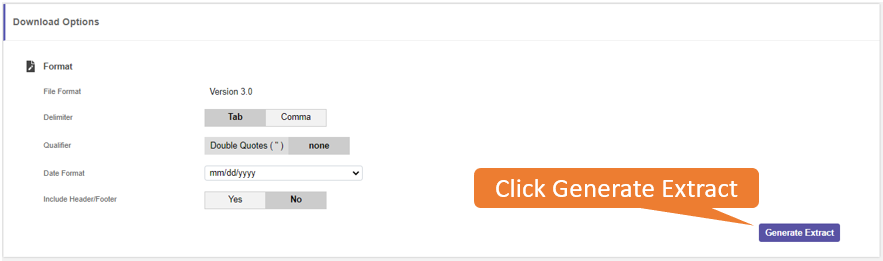 Download Options
Format
File Format Version 3.0
Delimiter Tab Comma
Qualifier Double Quotes ( " ) none
Date Format mm/dd/yyyy
Include Header/Footer Yes No
Click Generate Extract
Generate Extract